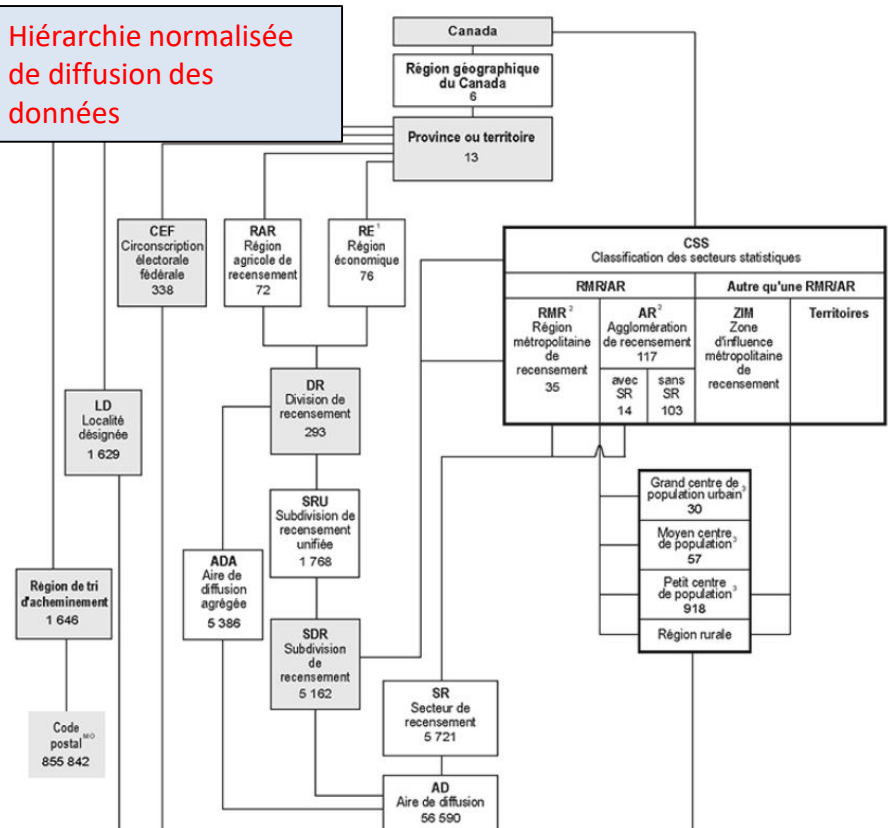 Hiérarchie normalisée
de diffusion des
données
Canada
Région géographique
du Canada
6
Province ou territoire
13
CEF
Circonscription
électorale
fédérale
338
RAR
Région
agricole de
recensement
72
RE 1
Région
économique
76
CSS
Classification des secteurs statistiques
RMR/AR
Autre qu'une RMR/AR
RMR 2
Région
métropolitaine
de
recensement
35
AR 2
Agglomération
de recensement
117
avec
SR
14
sans
SR
103
ZIM
Zone
d'influence
métropolitaine
de
recensement
Territoires
DR
Division de
recensement
293
LD
Localité
désignée
1 629
SRU
Subdivision de
recensement
unifiée
1 768
Grand centre de
population urbain 3
30
Moyen centre
de population 3
57
Petit centre
de population 3
918
Région rurale
ADA
Aire de
diffusion
agrégée
5 386
Région de tri
d'acheminement
1 646
SDR
Subdivision
de
recensement
5 162
SR
Secteur de
recensement
5 721
Code
postal MO
855 842
AD
Aire de diffusion
56 590